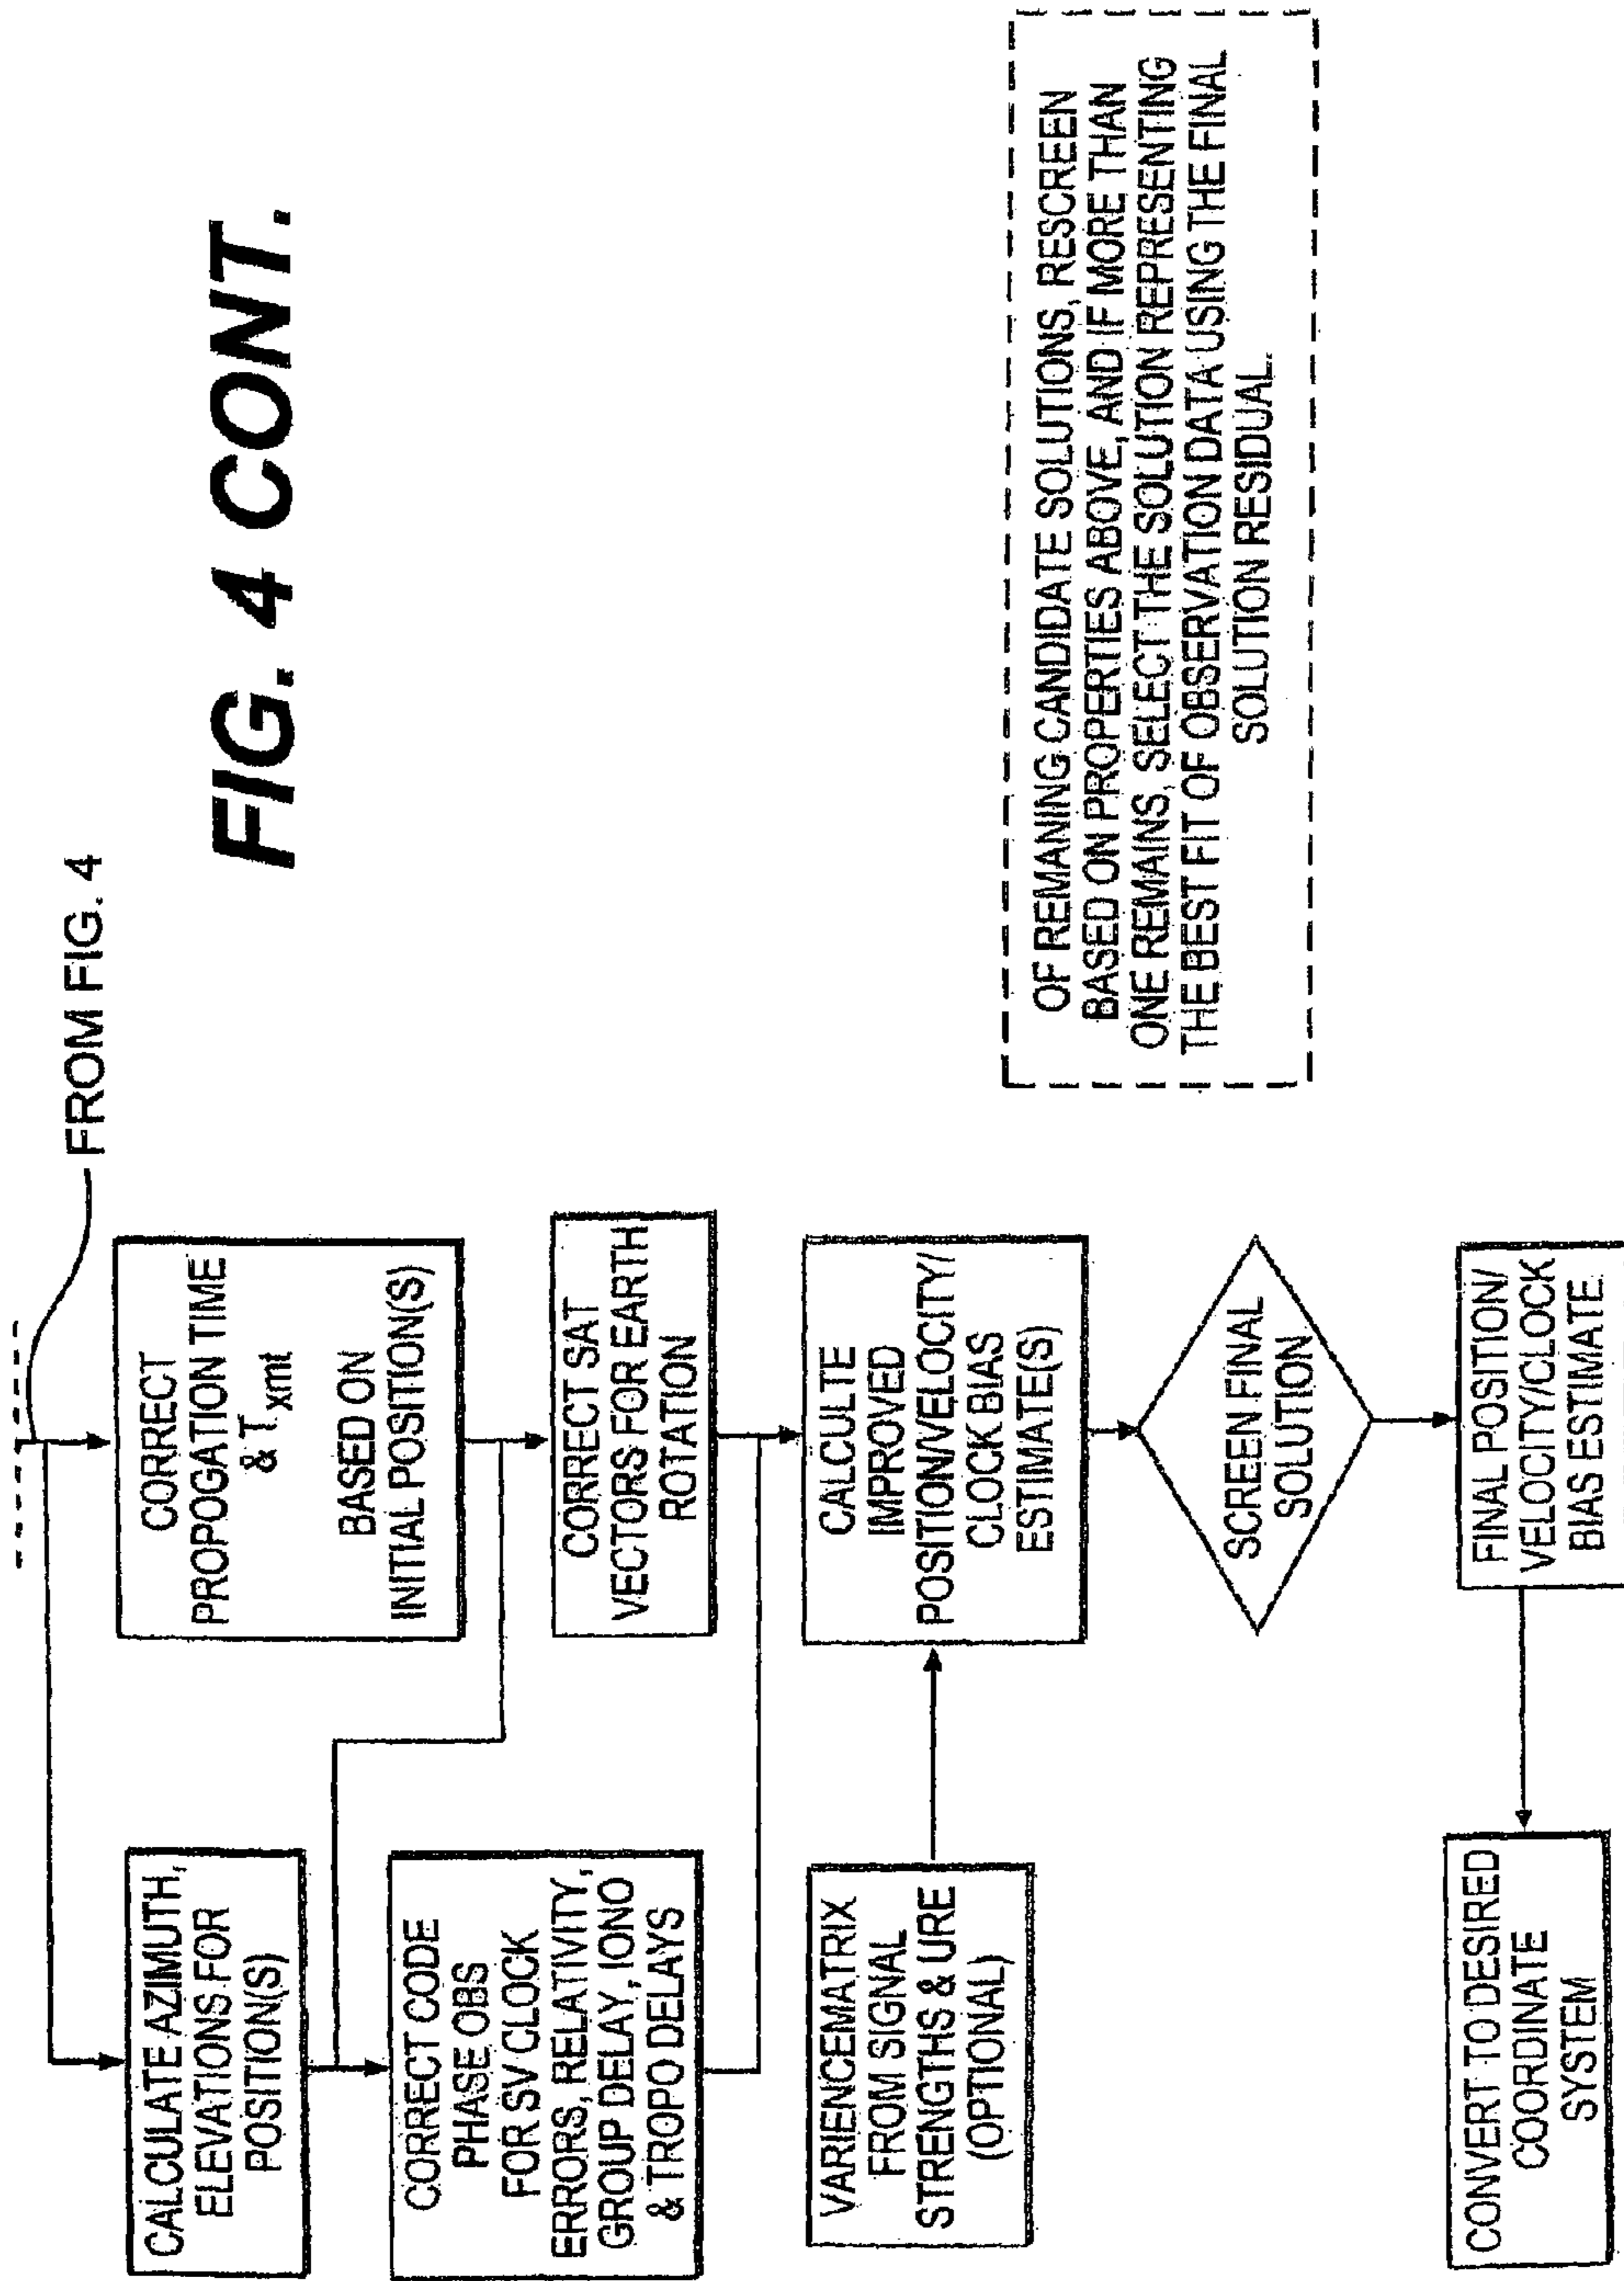 FIG. 4 CONT.
FROM FIG. 4
CALCULATE AZIMUTH,
ELEVATIONS FOR
POSITION(S)
CORRECT
PROPOGATION TIME
& T xmt
BASED ON
INITIAL POSITION(S)
CORRECT CODE
PHASE OBS
FOR SV CLOCK
ERRORS, RELATIVITY,
GROUP DELAY, IONO
& TROPO DELAYS
CORRECT SAT
VECTORS FOR EARTH
ROTATION
VARIENCEMATRIX
FROM SIGNAL
STRENGTHS & URE
(OPTIONAL)
CALCULTE
IMPROVED
POSITION/VELOCITY/
CLOCK BIAS
ESTIMATE(S)
SCREEN FINAL
SOLUTION
OF REMANING CANDIDATE SOLUTIONS, RESCREEN
BASED ON PROPERTIES ABOVE, AND IF MORE THAN
ONE REMAINS, SELECT THE SOLUTION REPRESENTING
THE BEST FIT OF OBSERVATION DATA USING THE FINAL
SOLUTION RESIDUAL.
CONVERT TO DESIRED
COORDINATE
SYSTEM
FINAL POSITION/
VELOCITY/CLOCK
BIAS ESTIMATE